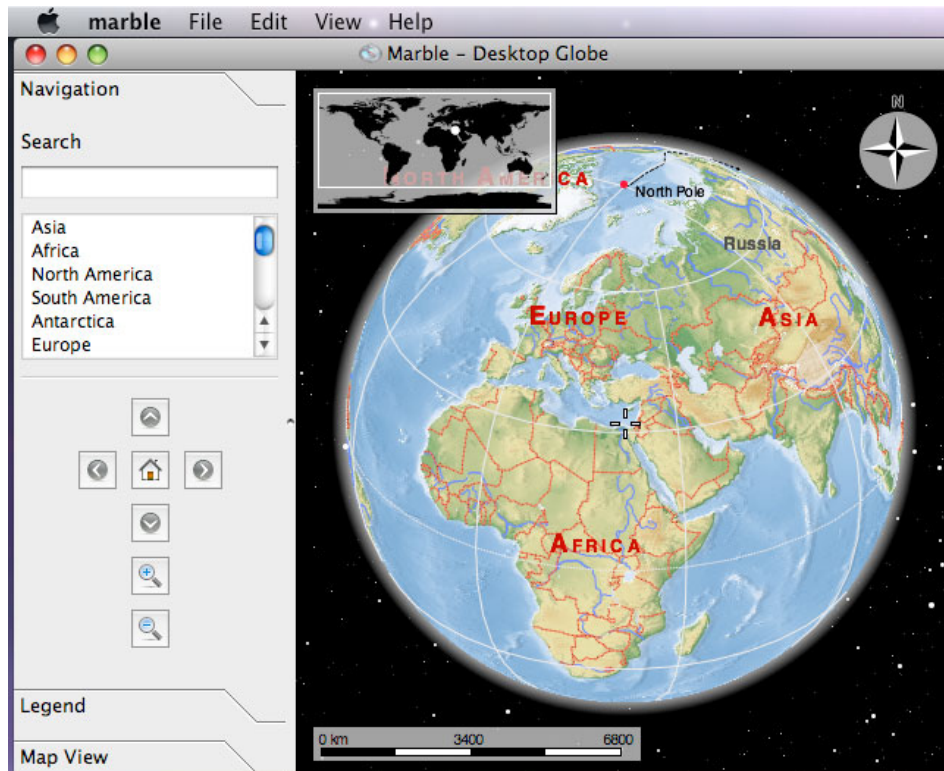 marble File Edit View Help
Marble – Desktop Globe
Navigation
Search
Asia
Africa
North America
South America
Antarctica
Europe
N
NORTH AMERICA
North Pole
Russia
EUROPE
ASIA
AFRICA
Legend
Map View
0 km 3400 6800